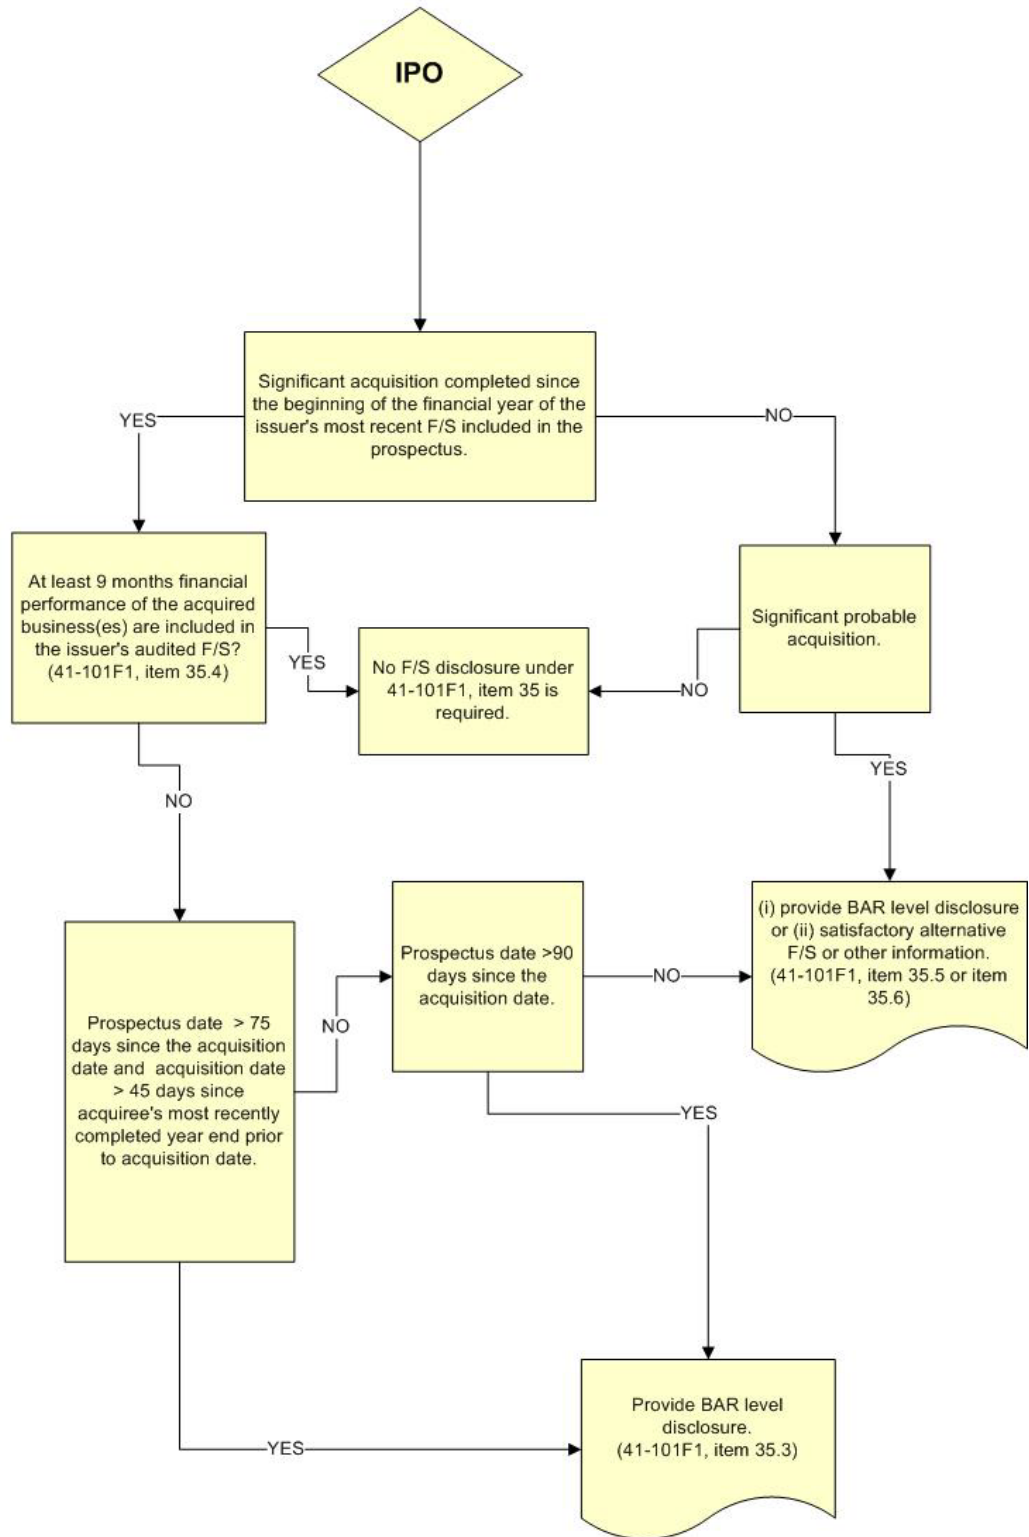 IPO
Significant acquisition completed since
the beginning of the financial year of the
issuer's most recent F/S included in the
prospectus.
YES
NO
At least 9 months financial
performance of the acquired
business(es) are included in
the issuer's audited F/S?
(41-101F1, item 35.4)
YES
No F/S disclosure under
41-101F1, item 35 is
required.
NO
Significant probable
acquisition.
YES
NO
Prospectus date  > 75
days since the acquisition
date and  acquisition date
> 45 days since
acquiree's most recently
completed year end prior
to acquisition date.
NO
Prospectus date >90
days since the
acquisition date.
NO
(i) provide BAR level disclosure
or (ii) satisfactory alternative
F/S or other information.
(41-101F1, item 35.5 or item
35.6)
YES
YES
Provide BAR level
disclosure.
(41-101F1, item 35.3)